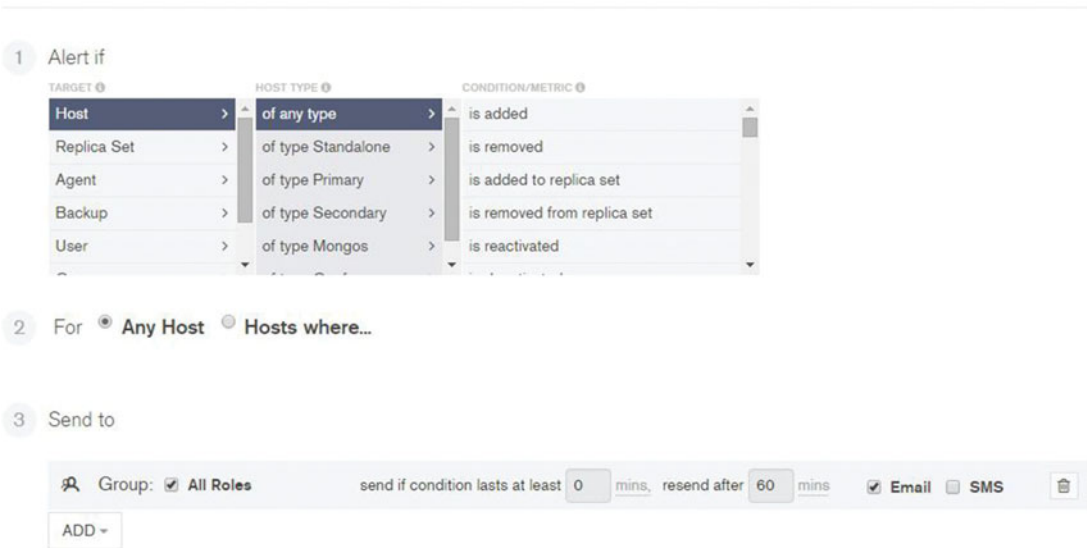 1 Alert if
TARGET HOST TYPE CONDITION/METRIC
Host > of any type > is added
Replica Set > of type Standalone > is removed
Agent > of type Primary > is added to replica set
Backup > of type Secondary > is removed from replica set
User > of type Mongos > is reactivated
2 For Any Host Hosts where...
3 Send to
Group: All Roles send if condition lasts at least 0 mins, resend after 60 mins Email SMS
ADD